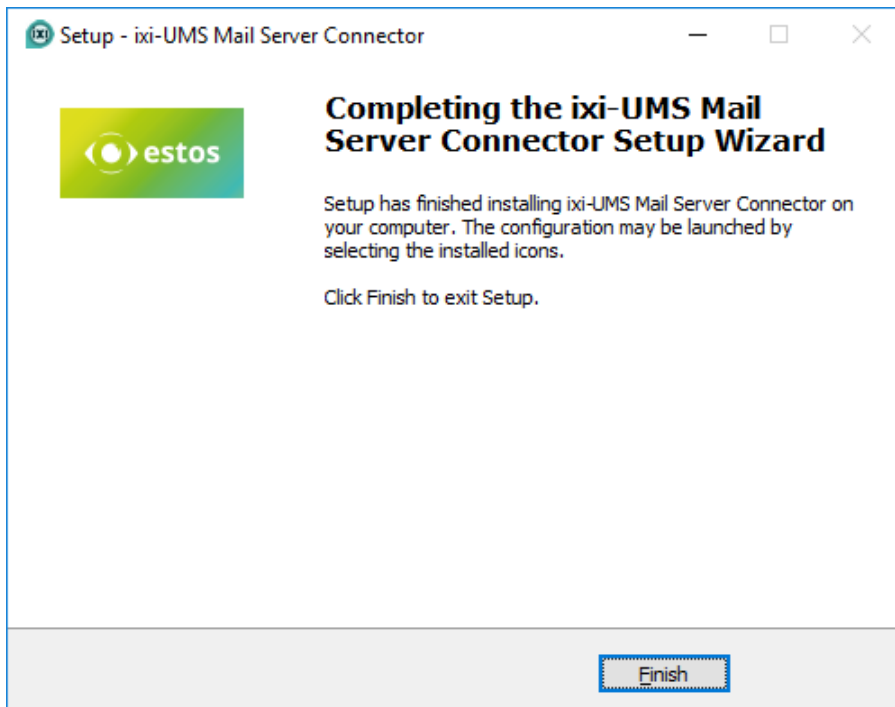 ixi
Setup - ixi-UMS Mail Server Connector
estos
Completing the ixi-UMS Mail
Server Connector Setup Wizard
Setup has finished installing ixi-UMS Mail Server Connector on
your computer. The configuration may be launched by
selecting the installed icons.
Click Finish to exit Setup.
Finish